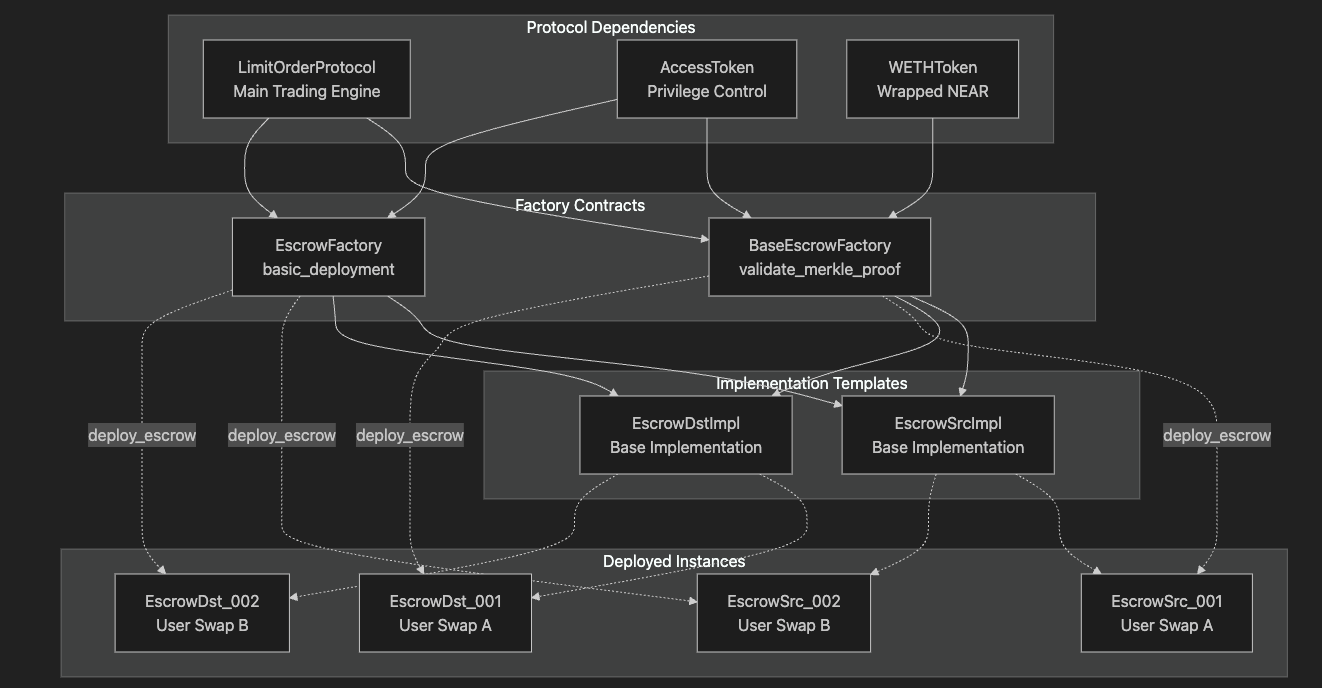 Protocol Dependencies
LimitOrderProtocol
Main Trading Engine
AccessToken
Privilege Control
WETHToken
Wrapped NEAR
Factory Contracts
EscrowFactory
basic_deployment
BaseEscrowFactory
validate_merkle_proof
Implementation Templates
EscrowDstImpl
Base Implementation
EscrowSrcImpl
Base Implementation
deploy_escrow
deploy_escrow
deploy_escrow
deploy_escrow
Deployed Instances
EscrowDst_002
User Swap B
EscrowDst_001
User Swap A
EscrowSrc_002
User Swap B
EscrowSrc_001
User Swap A